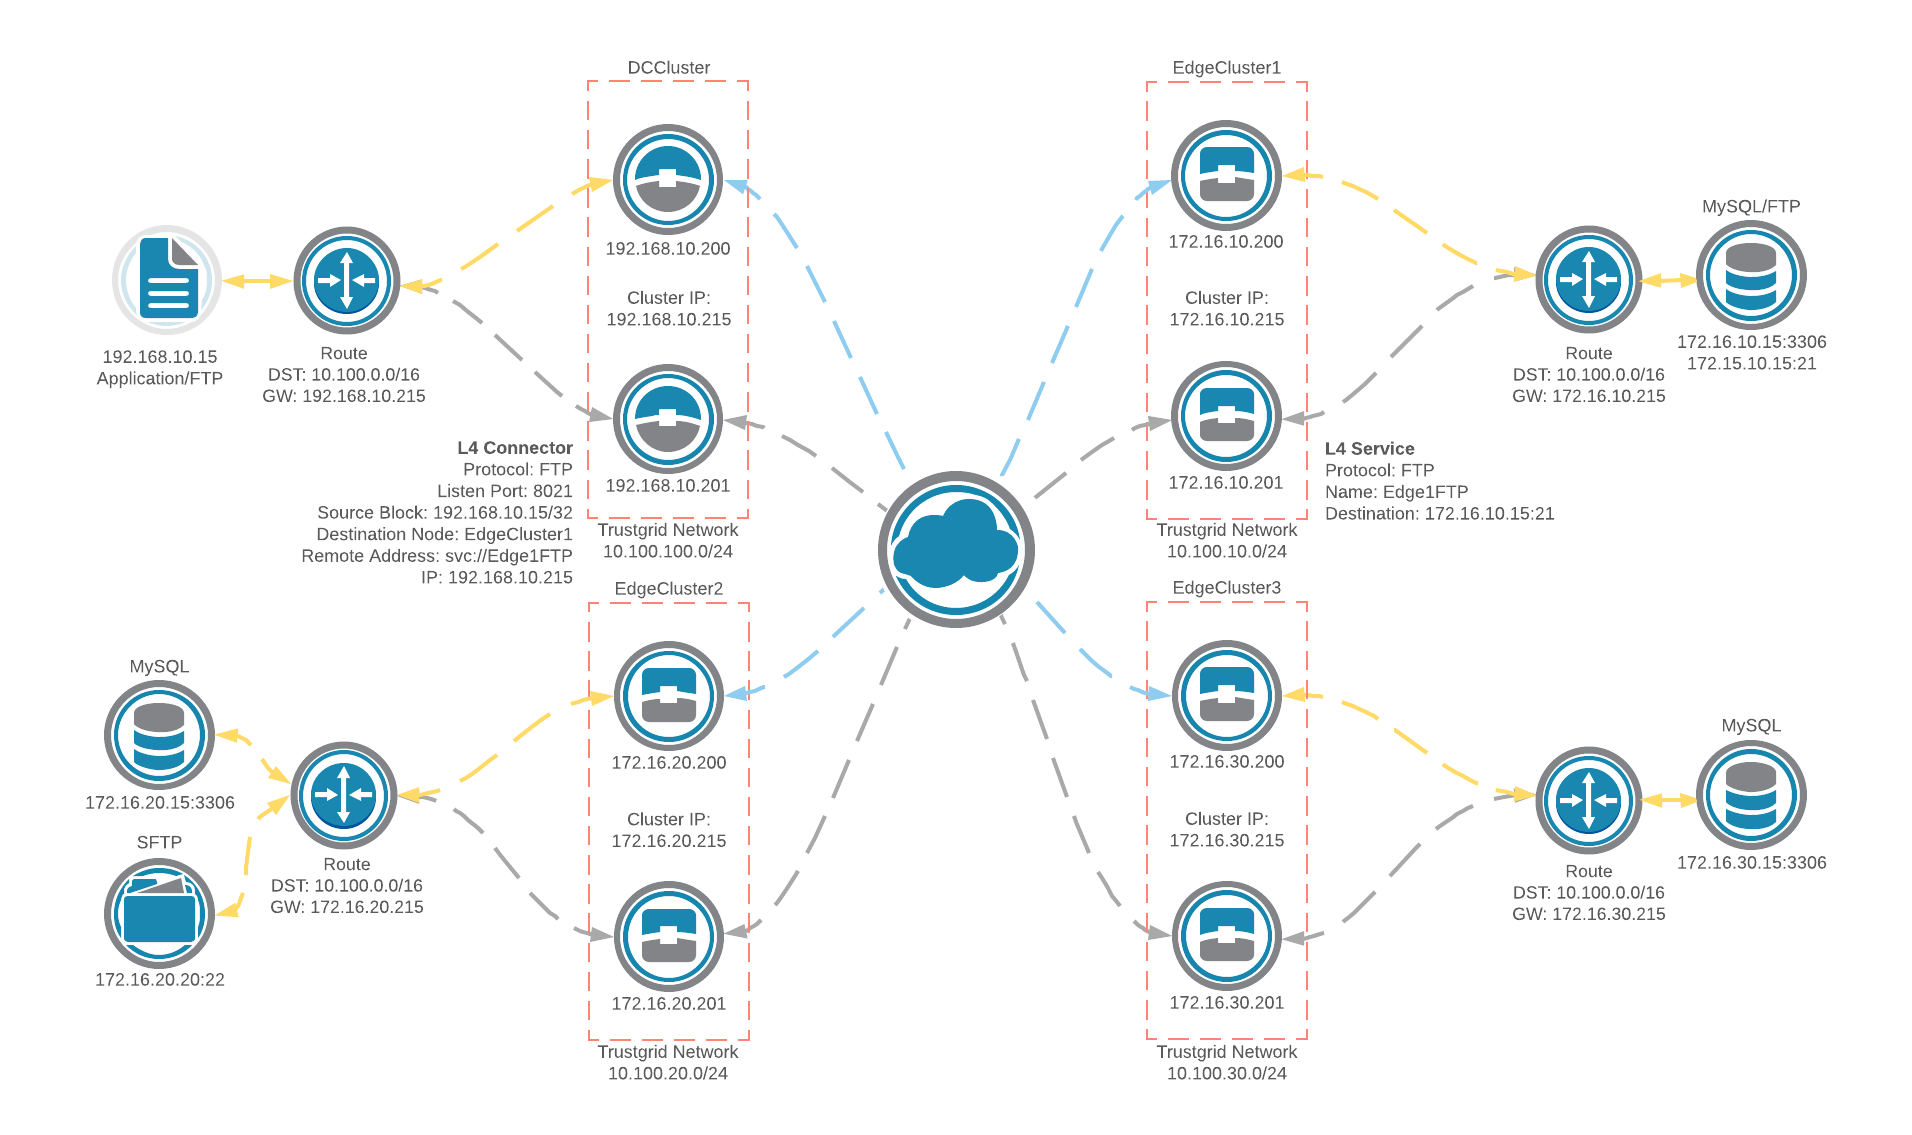 DCCluster
192.168.10.200
Cluster IP:
192.168.10.215
192.168.10.201
Trustgrid Network
10.100.100.0/24
192.168.10.15
Application/FTP
Route
DST: 10.100.0.0/16
GW: 192.168.10.215
L4 Connector
Protocol: FTP
Listen Port: 8021
Source Block: 192.168.10.15/32
Destination Node: EdgeCluster1
Remote Address: svc://Edge1FTP
IP: 192.168.10.215
EdgeCluster1
172.16.10.200
Cluster IP:
172.16.10.215
172.16.10.201
Trustgrid Network
10.100.10.0/24
Route
DST: 10.100.0.0/16
GW: 172.16.10.215
MySQL/FTP
172.16.10.15:3306
172.15.10.15:21
L4 Service
Protocol: FTP
Name: Edge1FTP
Destination: 172.16.10.15:21
EdgeCluster2
172.16.20.200
Cluster IP:
172.16.20.215
172.16.20.201
Trustgrid Network
10.100.20.0/24
MySQL
172.16.20.15:3306
SFTP
172.16.20.20:22
Route
DST: 10.100.0.0/16
GW: 172.16.20.215
EdgeCluster3
172.16.30.200
Cluster IP:
172.16.30.215
172.16.30.201
Trustgrid Network
10.100.30.0/24
Route
DST: 10.100.0.0/16
GW: 172.16.30.215
MySQL
172.16.30.15:3306